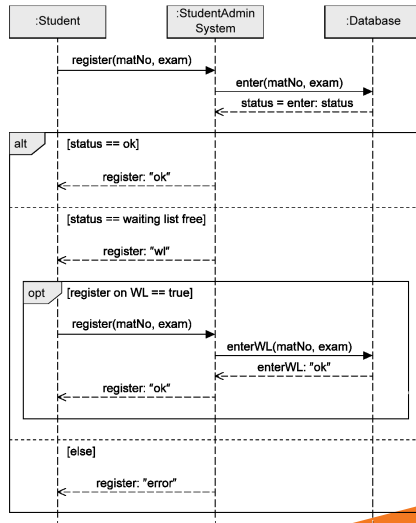 :Student
:StudentAdmin
System
:Database
register(matNo, exam)
enter(matNo, exam)
status = enter: status
alt
[status == ok]
register: "ok"
[status == waiting list free]
register: "wl"
opt
[register on WL == true]
register(matNo, exam)
enterWL(matNo, exam)
enterWL: "ok"
register: "ok"
[else]
register: "error"